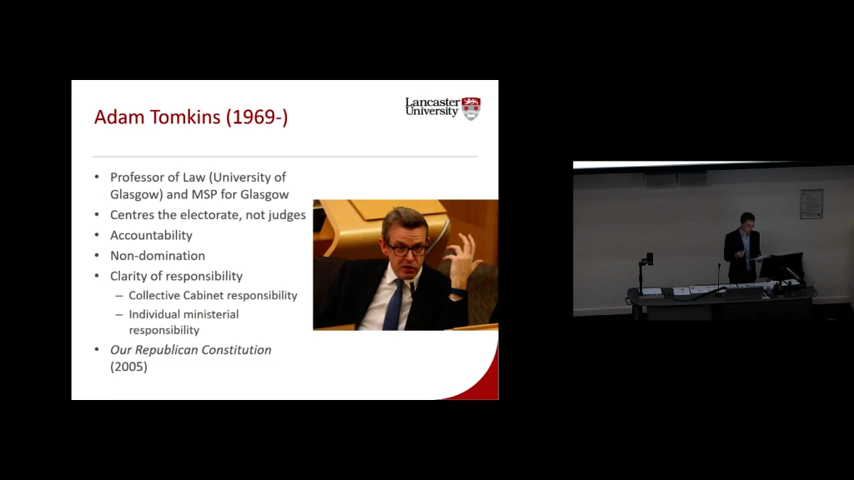 Adam Tomkins (1969-)
Lancaster
University
• Professor of Law (University of
Glasgow) and MSP for Glasgow
• Centres the electorate, not judges
• Accountability
• Non-domination
• Clarity of responsibility
– Collective Cabinet responsibility
– Individual ministerial
responsibility
• Our Republican Constitution
(2005)